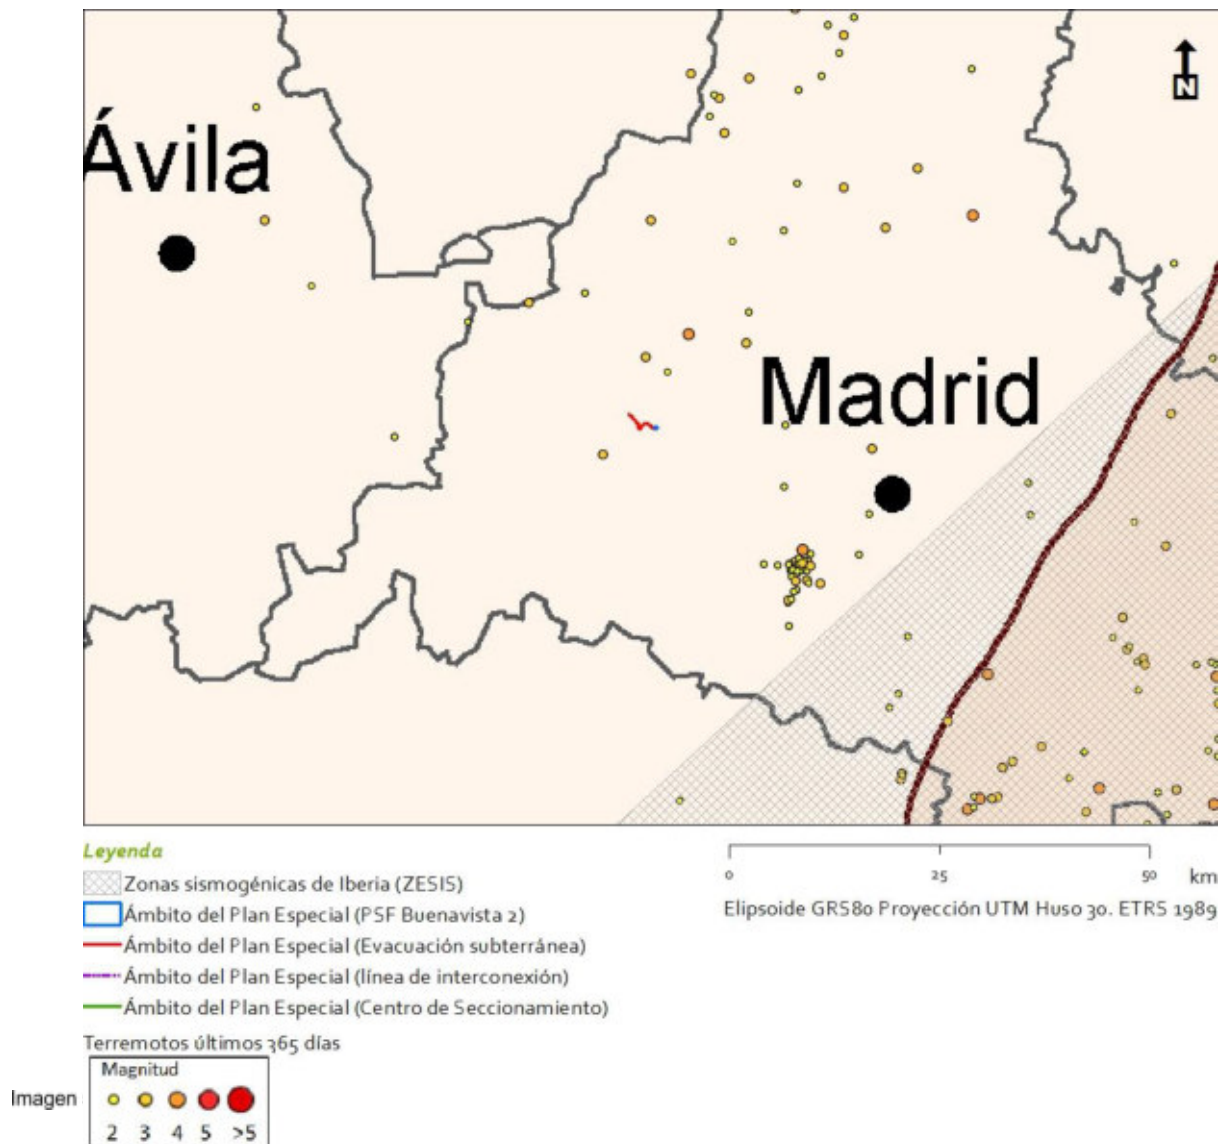 N
Ávila
Madrid
Leyenda
Zonas sismogénicas de Iberia (ZESIS)
Ámbito del Plan Especial (PSF Buenavista 2)
Ámbito del Plan Especial (Evacuación subterránea)
Ámbito del Plan Especial (línea de interconexión)
Ámbito del Plan Especial (Centro de Seccionamiento)
0 25 50 km
Elipsoide GRS80 Proyección UTM Huso 30. ETRS 1989
Terremotos últimos 365 días
Magnitud
2 3 4 5 >5
Imagen